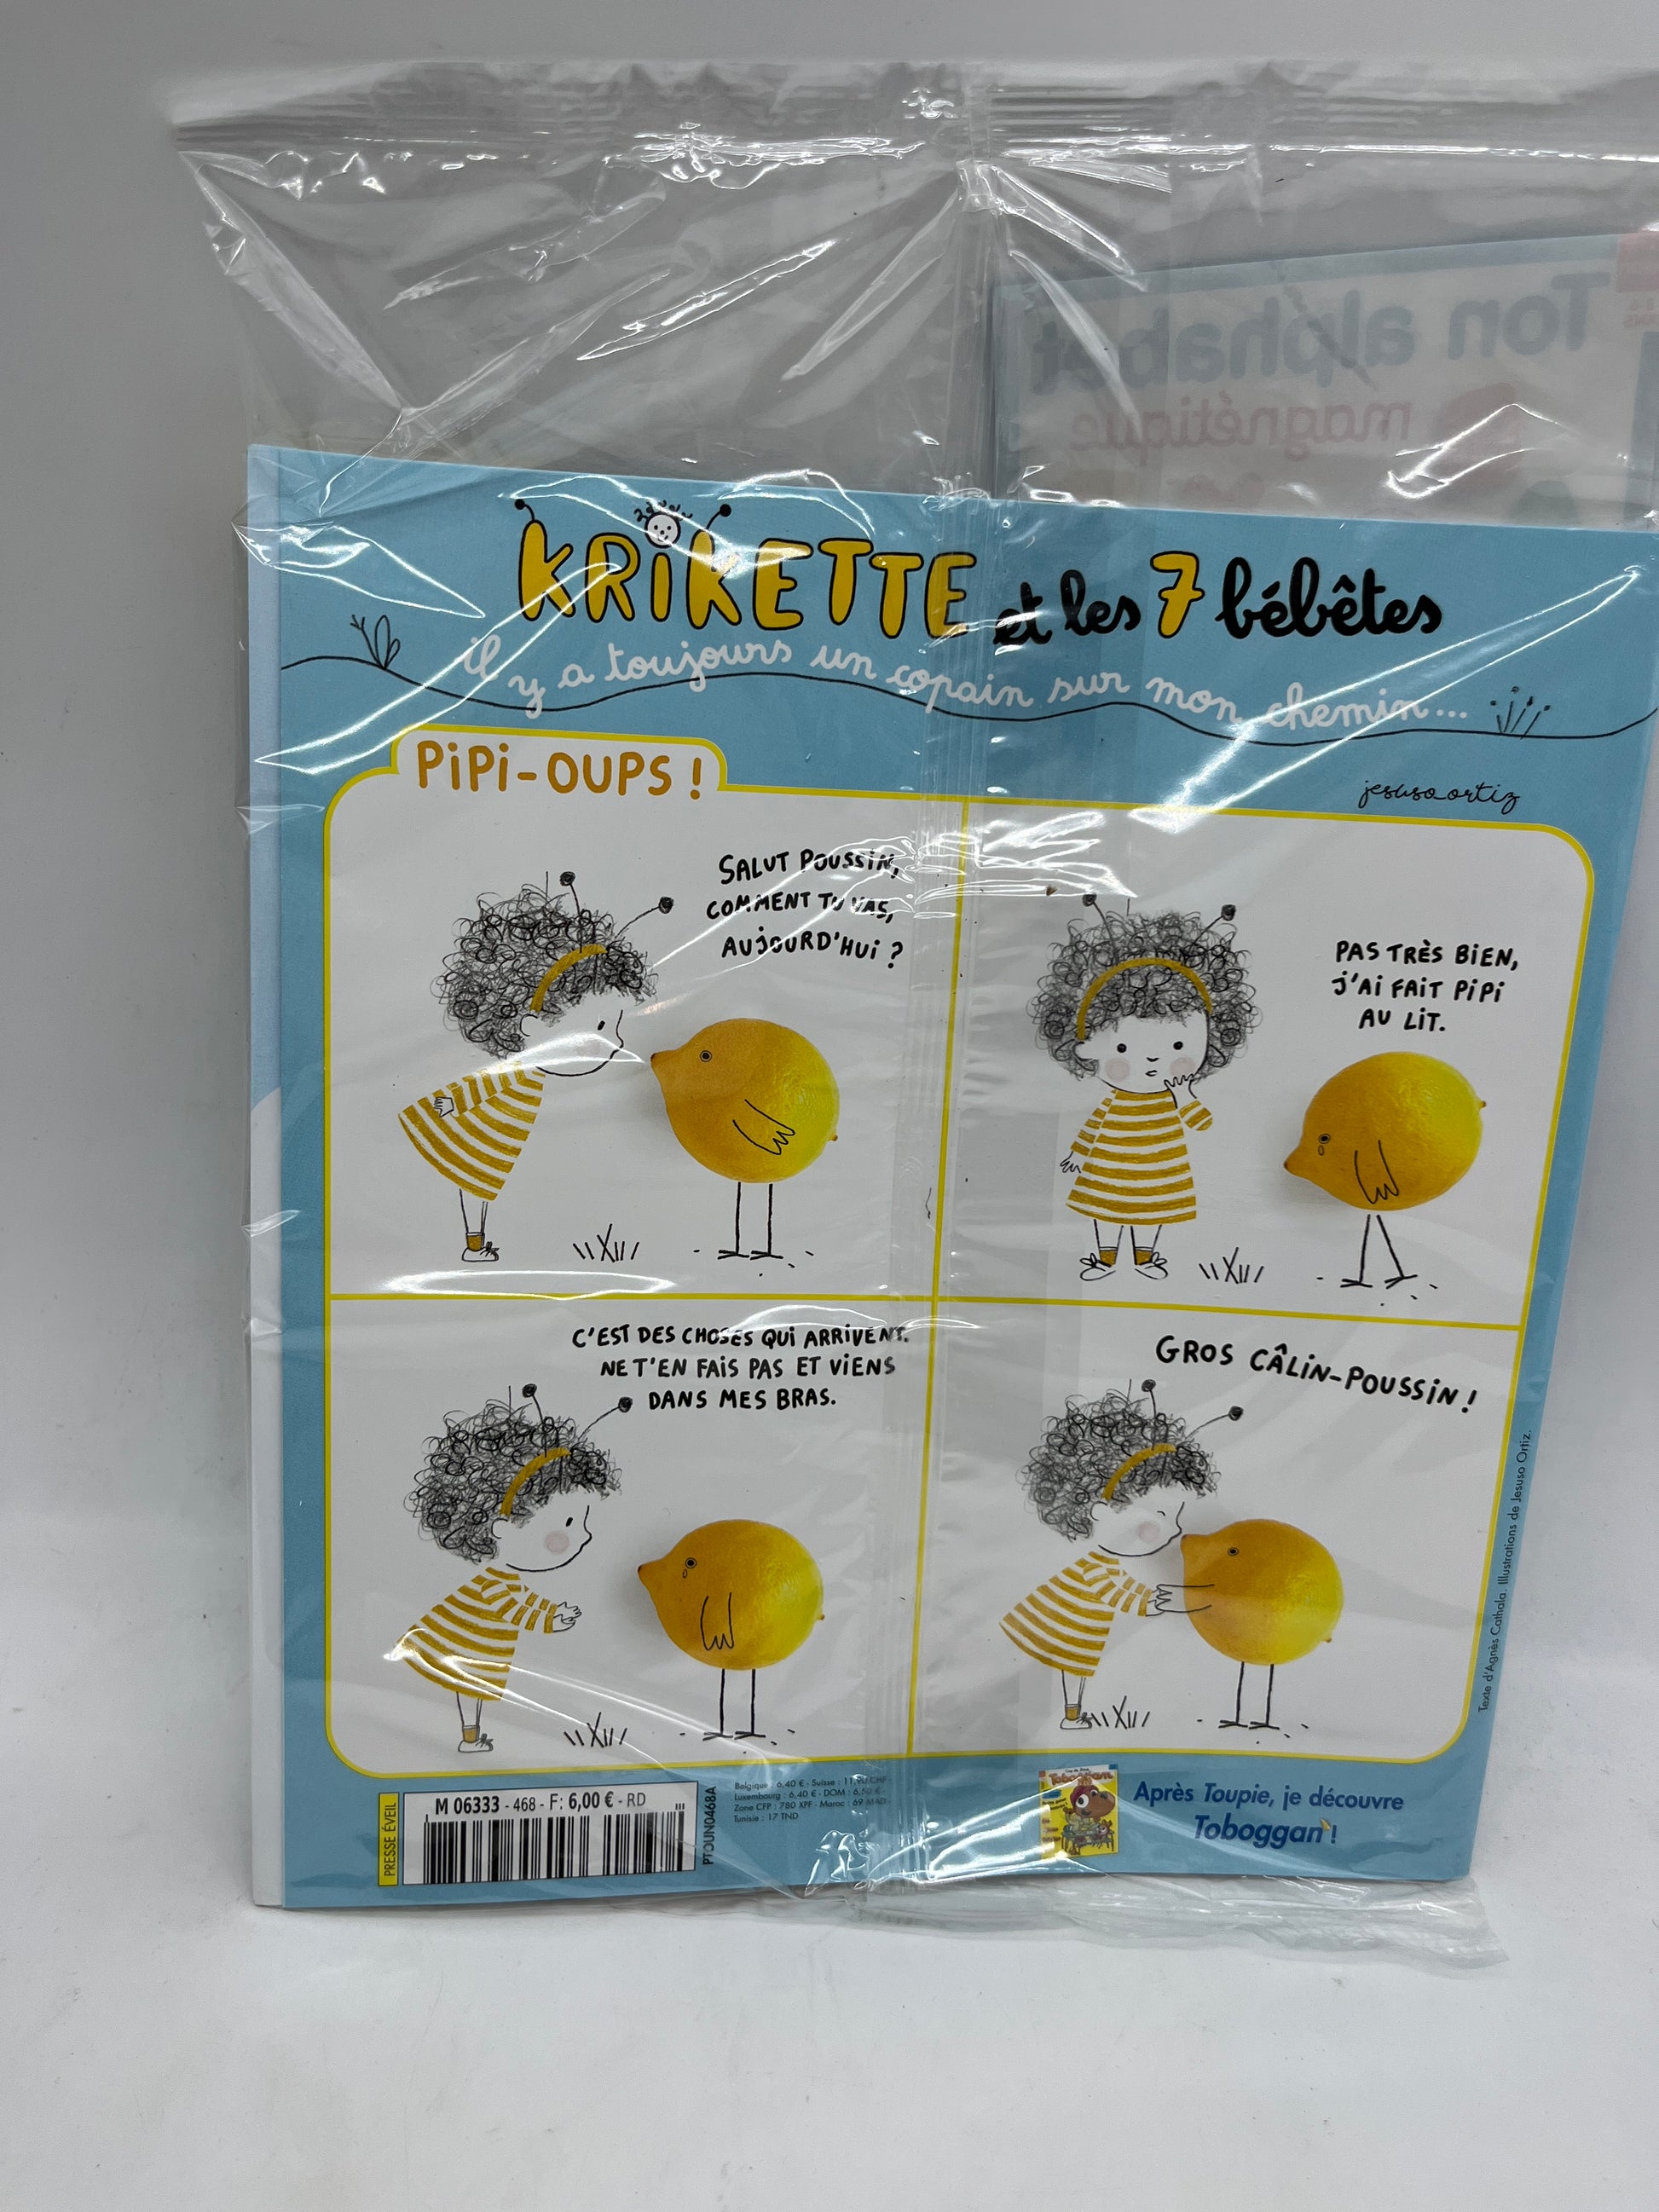 Ton alphabet
magnétique
KRiKETTE et les 7 bébêtes
il y a toujours un copain sur mon chemin...
PiPi-OUPS !
jesuso ortiz
SALUT POUSSiN,
COMMENT TU VAS,
AUJOURD'HUi ?
PAS TRÈS BiEN,
J'Ai FAiT PiPi
AU LiT.
C'EST DES CHOSES QUi ARRiVENT.
NE T'EN FAiS PAS ET ViENS
DANS MES BRAS.
GROS CÂLiN-POUSSiN !
Texte d'Agnès Cathala. Illustrations de Jesuso Ortiz.
PRESSE ÉVEIL
M 06333 - 468 - F: 6,00 € - RD
PTOUN0468A
Belgique : 6,40 € - Suisse : 11,90 CHF -
Luxembourg : 6,40 € - DOM : 6,50 € -
Zone CFP : 780 XPF - Maroc : 69 MAD -
Tunisie : 17 TND
Toboggan
Après Toupie, je découvre
Toboggan !